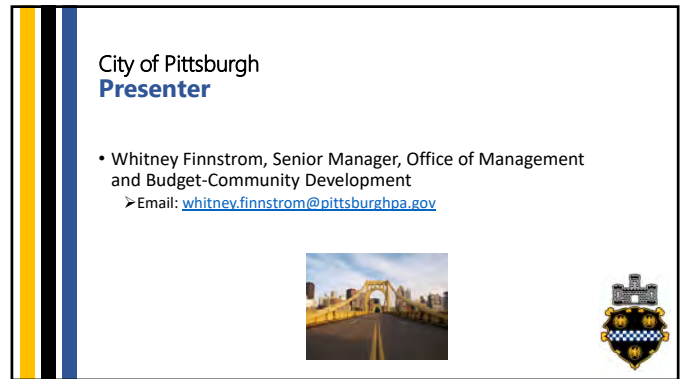 City of Pittsburgh
Presenter
• Whitney Finnstrom, Senior Manager, Office of Management
and Budget-Community Development
➢Email: whitney.finnstrom@pittsburghpa.gov